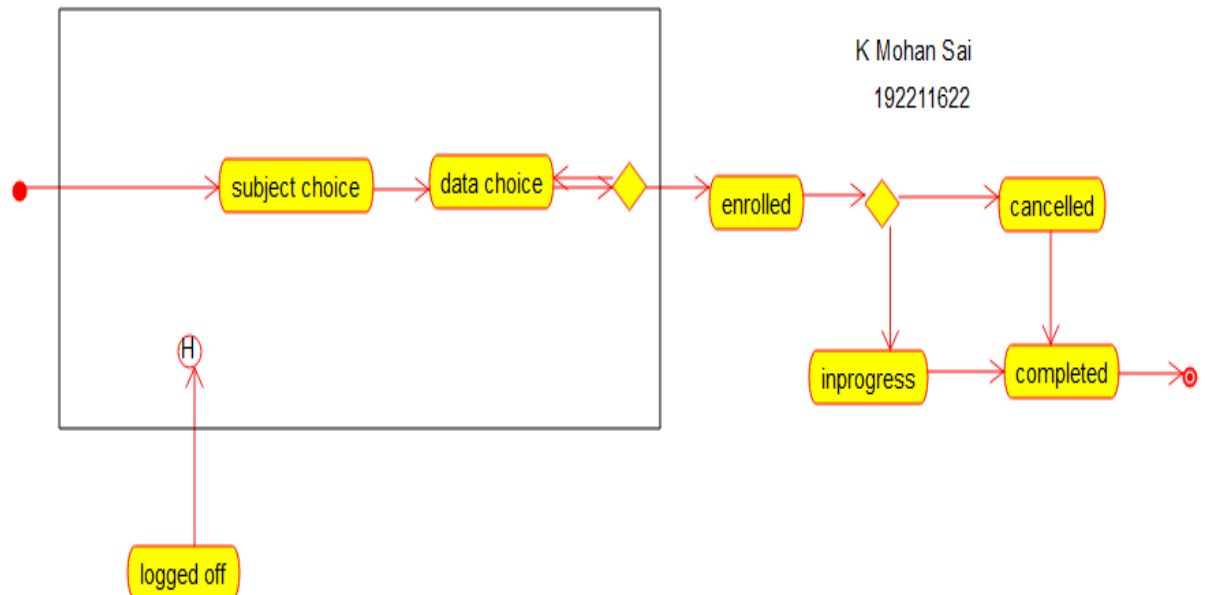 K Mohan Sai
192211622
subject choice
data choice
enrolled
cancelled
H
inprogress
completed
logged off